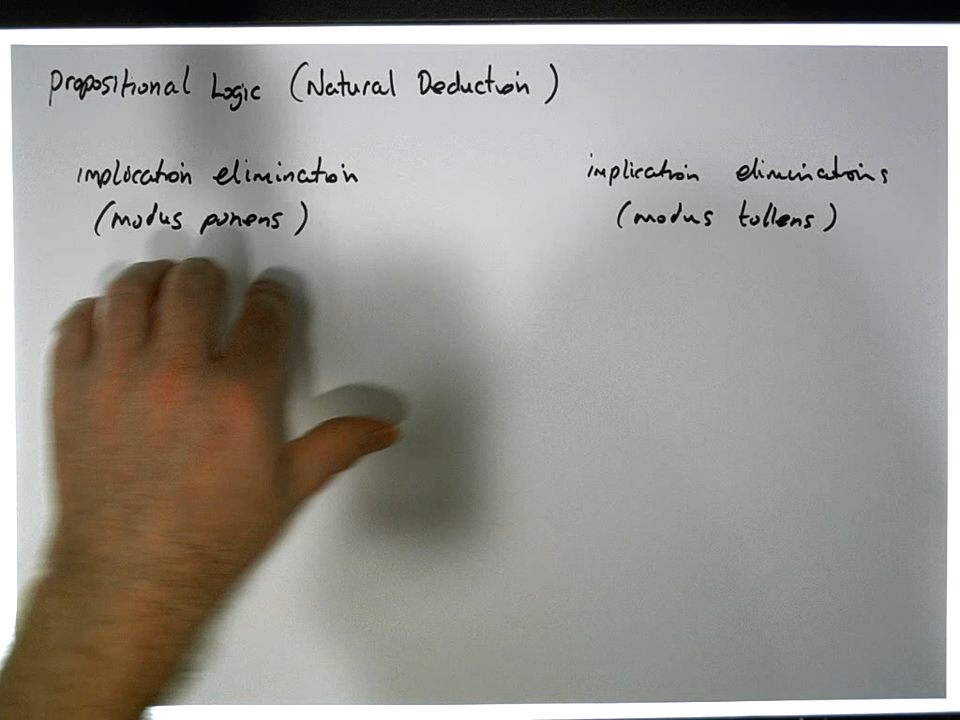 Propositional Logic (Natural Deduction)
implication elimination
(modus ponens)
implication eliminations
(modus tollens)